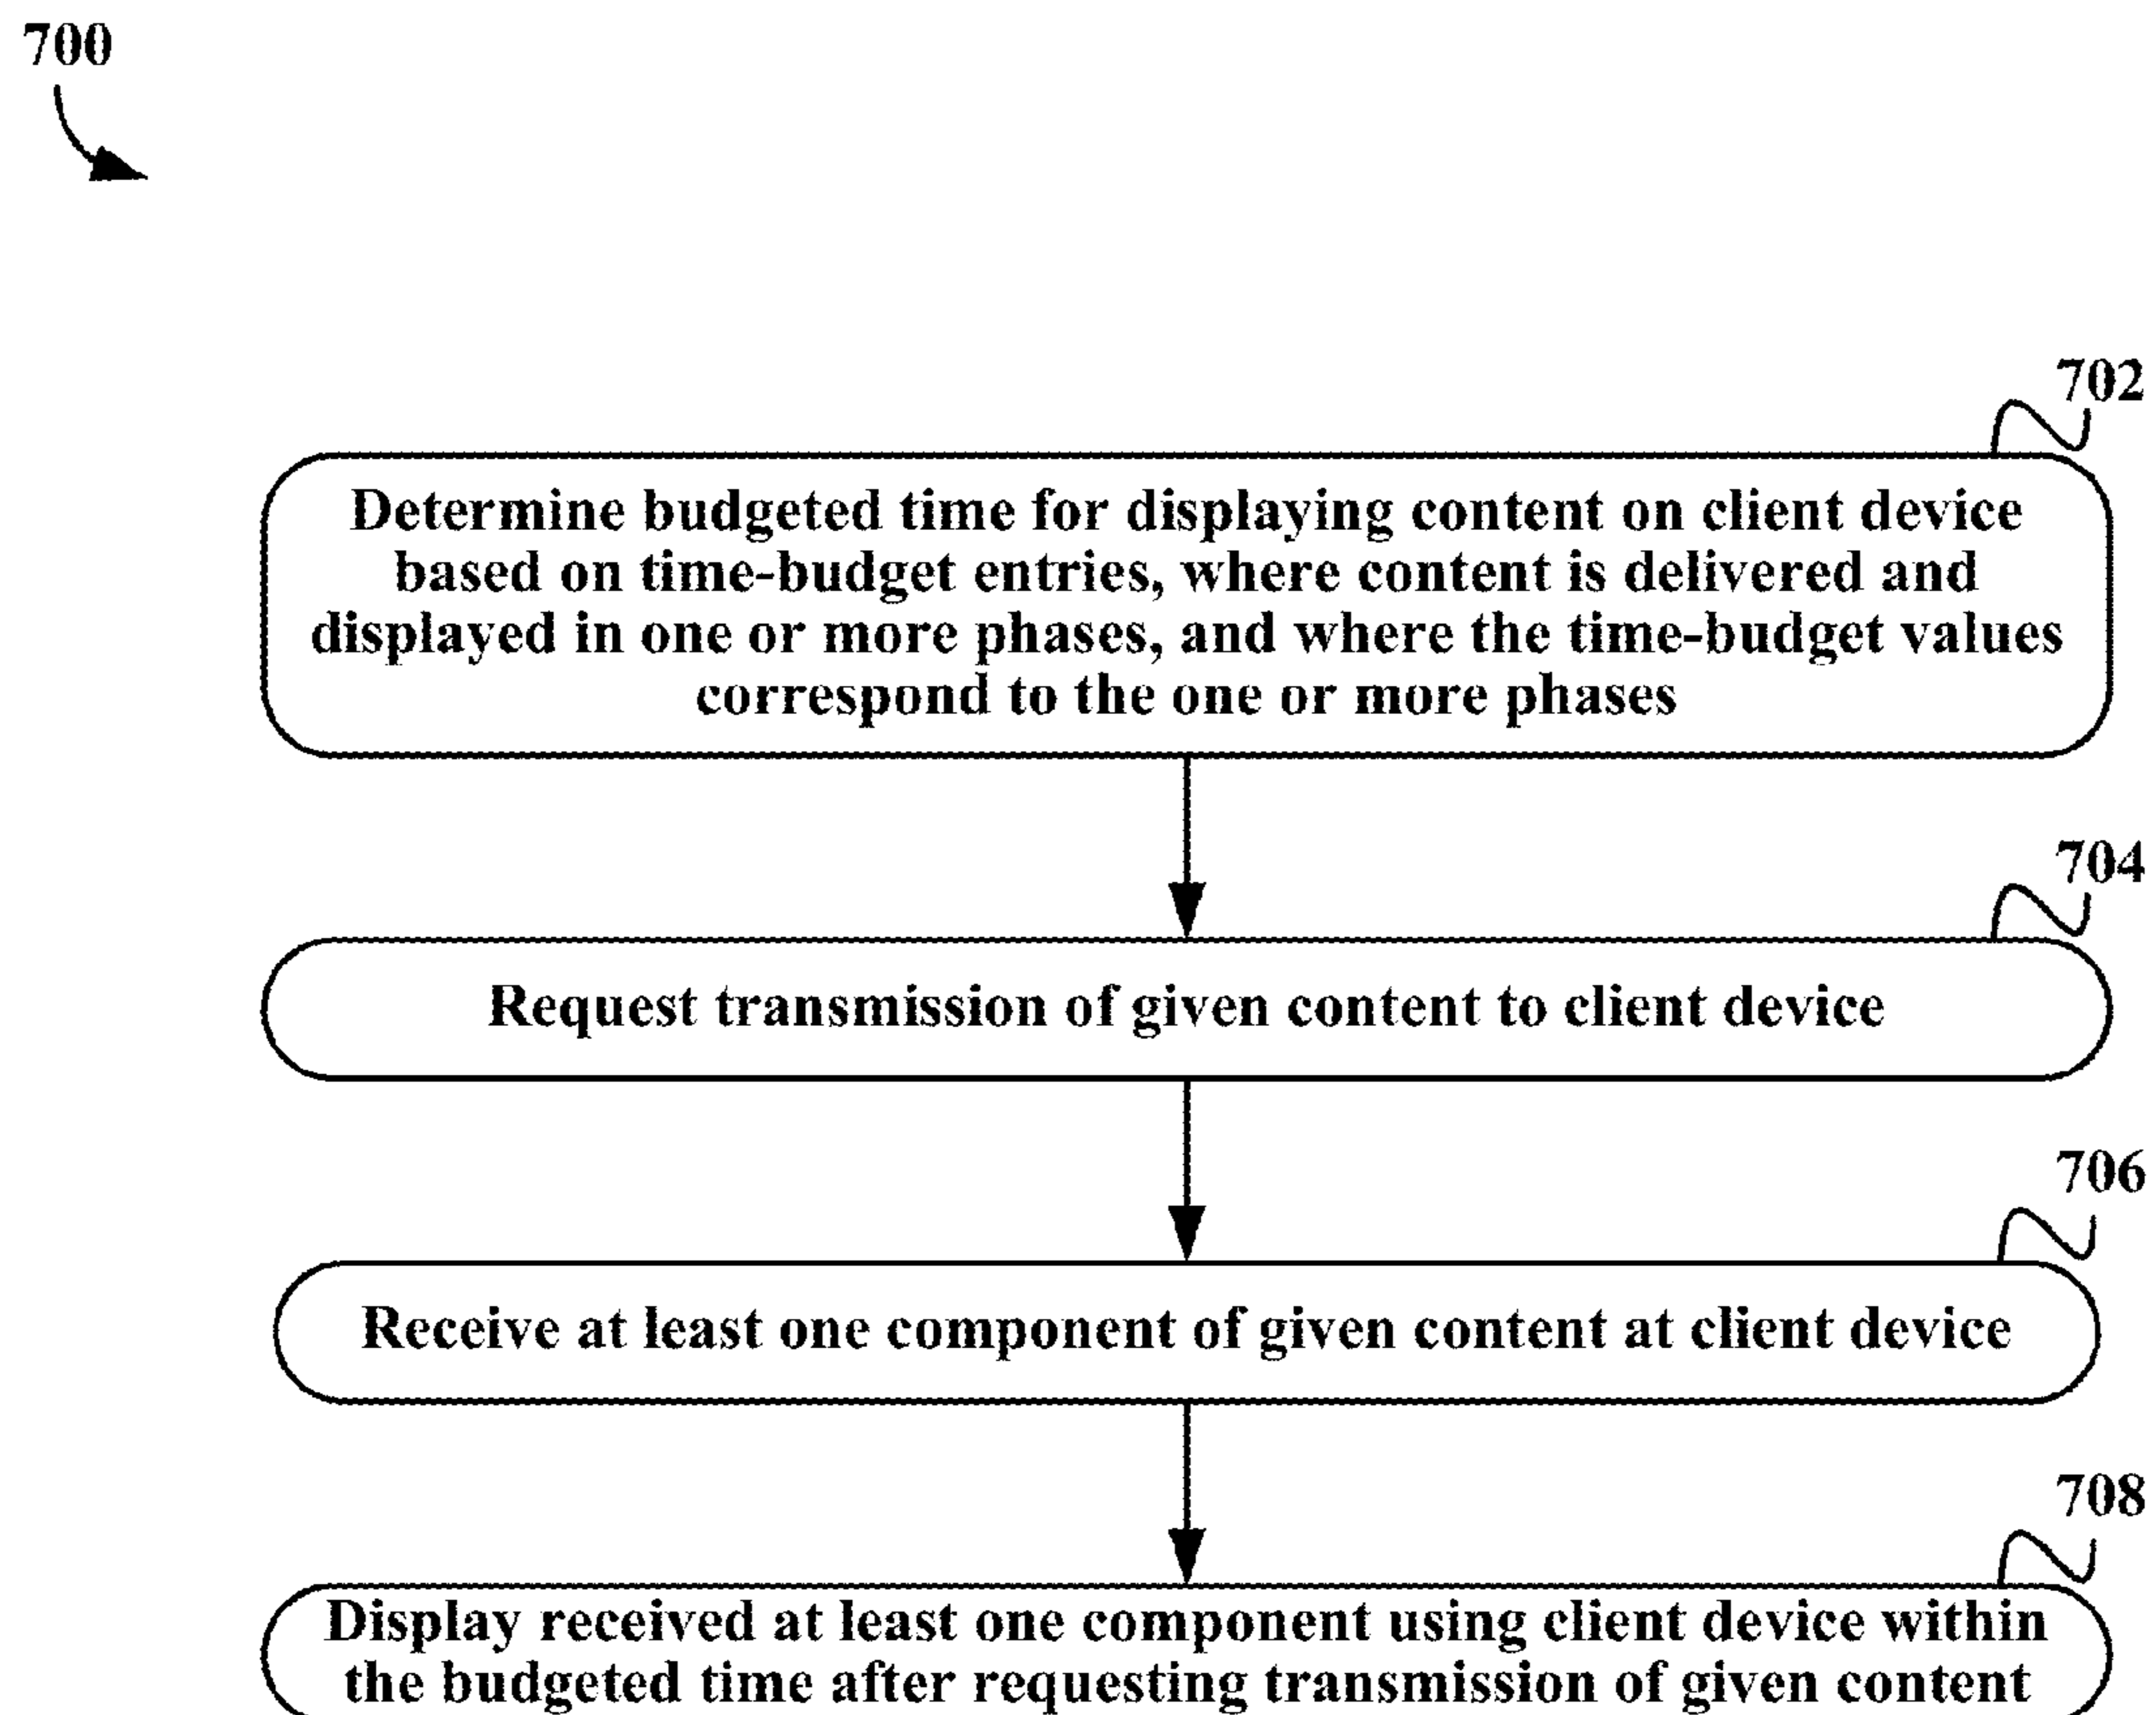 700
702
Determine budgeted time for displaying content on client device
based on time-budget entries, where content is delivered and
displayed in one or more phases, and where the time-budget values
correspond to the one or more phases
704
Request transmission of given content to client device
706
Receive at least one component of given content at client device
708
Display received at least one component using client device within
the budgeted time after requesting transmission of given content